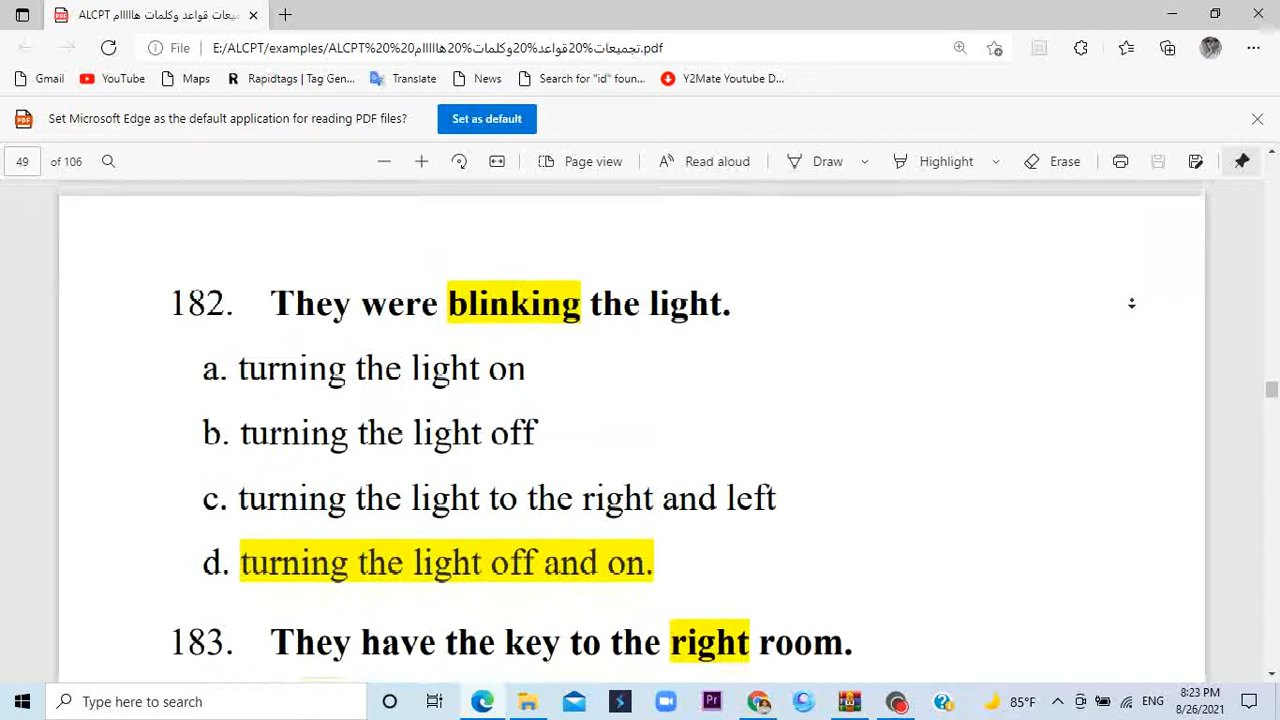 ALCPT تجميعات قواعد وكلمات هااااام
File
E:/ALCPT/examples/ALCPT%20%20تجميعات%20قواعد%20وكلمات%20هااااام.pdf
Gmail
YouTube
Maps
Rapidtags | Tag Gen...
Translate
News
Search for "id" foun...
Y2Mate Youtube D...
Set Microsoft Edge as the default application for reading PDF files?
Set as default
49 of 106
Page view
Read aloud
Draw
Highlight
Erase
182. They were blinking the light.
a. turning the light on
b. turning the light off
c. turning the light to the right and left
d. turning the light off and on.
183. They have the key to the right room.
Type here to search
Pr
85°F
8:23 PM
8/26/2021